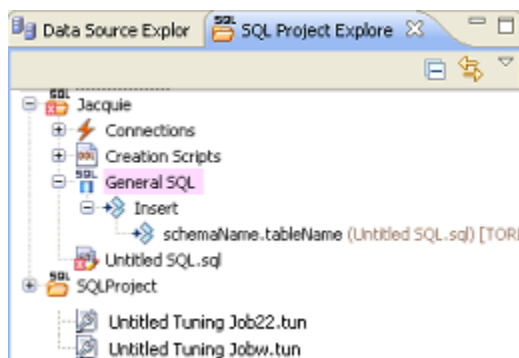 Data Source Explor SQL Project Explore
Jacquie
Connections
Creation Scripts
General SQL
Insert
schemaName.tableName (Untitled SQL.sql) [TOR
Untitled SQL.sql
SQLProject
Untitled Tuning Job22.tun
Untitled Tuning Jobw.tun